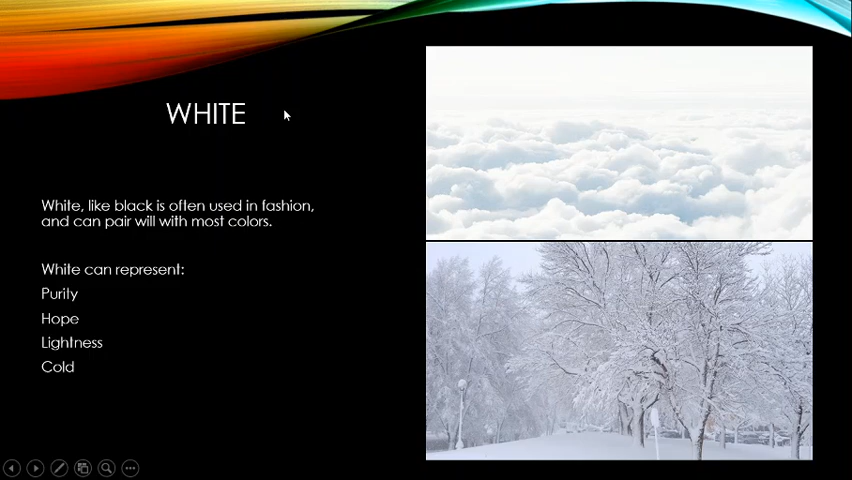 WHITE
White, like black is often used in fashion,
and can pair will with most colors.
White can represent:
Purity
Hope
Lightness
Cold